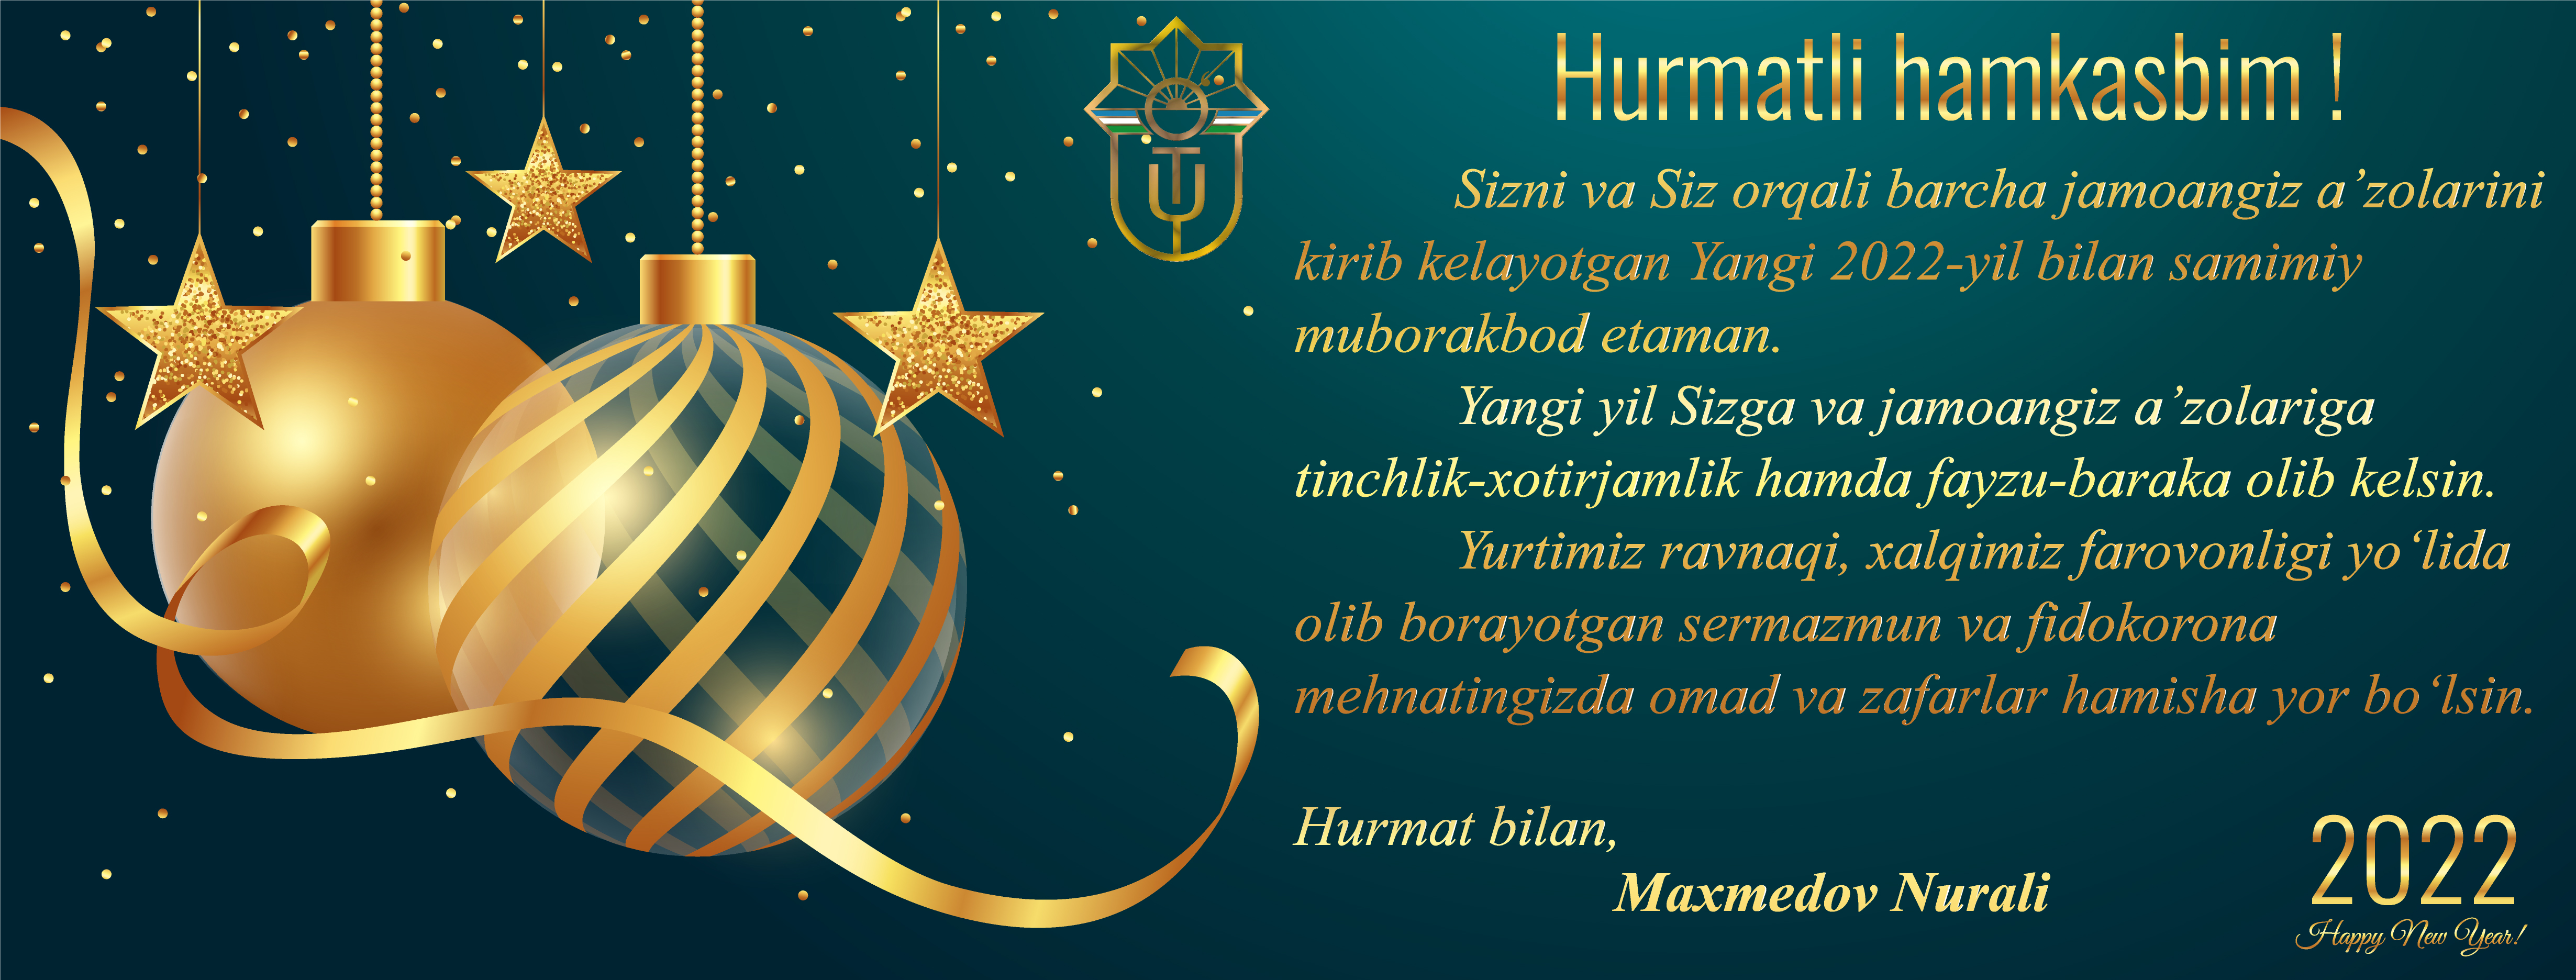 Hurmatli hamkasbim !
Sizni va Siz orqali barcha jamoangiz a’zolarini
kirib kelayotgan Yangi 2022-yil bilan samimiy
muborakbod etaman.
Yangi yil Sizga va jamoangiz a’zolariga
tinchlik-xotirjamlik hamda fayzu-baraka olib kelsin.
Yurtimiz ravnaqi, xalqimiz farovonligi yo‘lida
olib borayotgan sermazmun va fidokorona
mehnatingizda omad va zafarlar hamisha yor bo‘lsin.
Hurmat bilan,
Maxmedov Nurali
2022
Happy New Year!